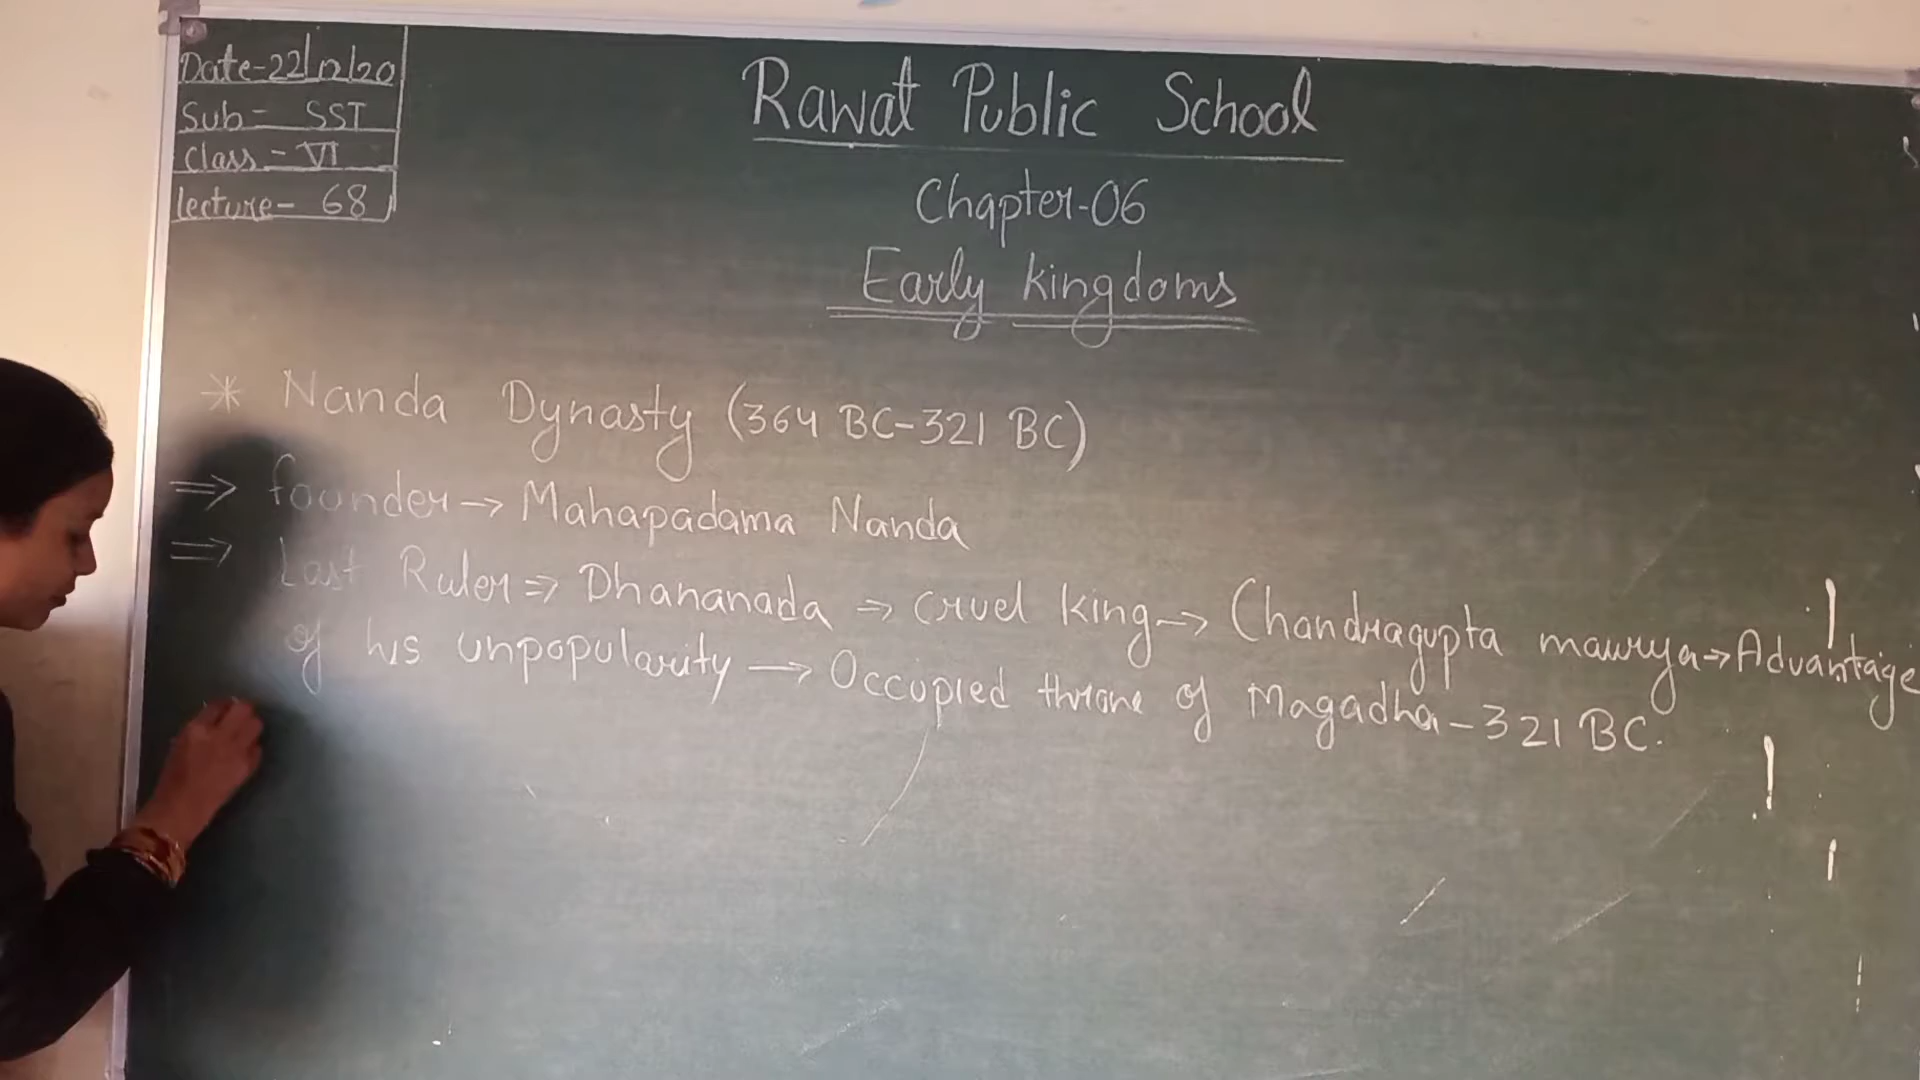 Date-22/12/20
Sub- SST
Class-VI
lecture- 68
Rawat Public School
Chapter-06
Early kingdoms
* Nanda Dynasty (364 BC-321 BC)
⇒ founder→ Mahapadama Nanda
⇒ Last Ruler⇒ Dhananada ⇒ cruel king→ Chandragupta maurya→Advantage
of his unpopularity → Occupied throne of Magadha-321 BC.